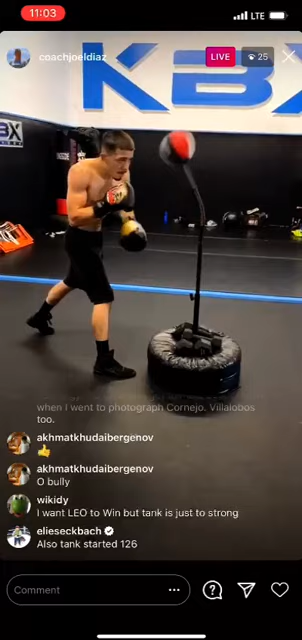 11:03
LTE
coachjoeldiaz
LIVE
25
KBX
BX
when I went to photograph Cornejo. Villalobos
too.
akhmatkhudaibergenov
👍
akhmatkhudaibergenov
O bully
wikidy
I want LEO to Win but tank is just to strong
elieseckbach
Also tank started 126
Comment